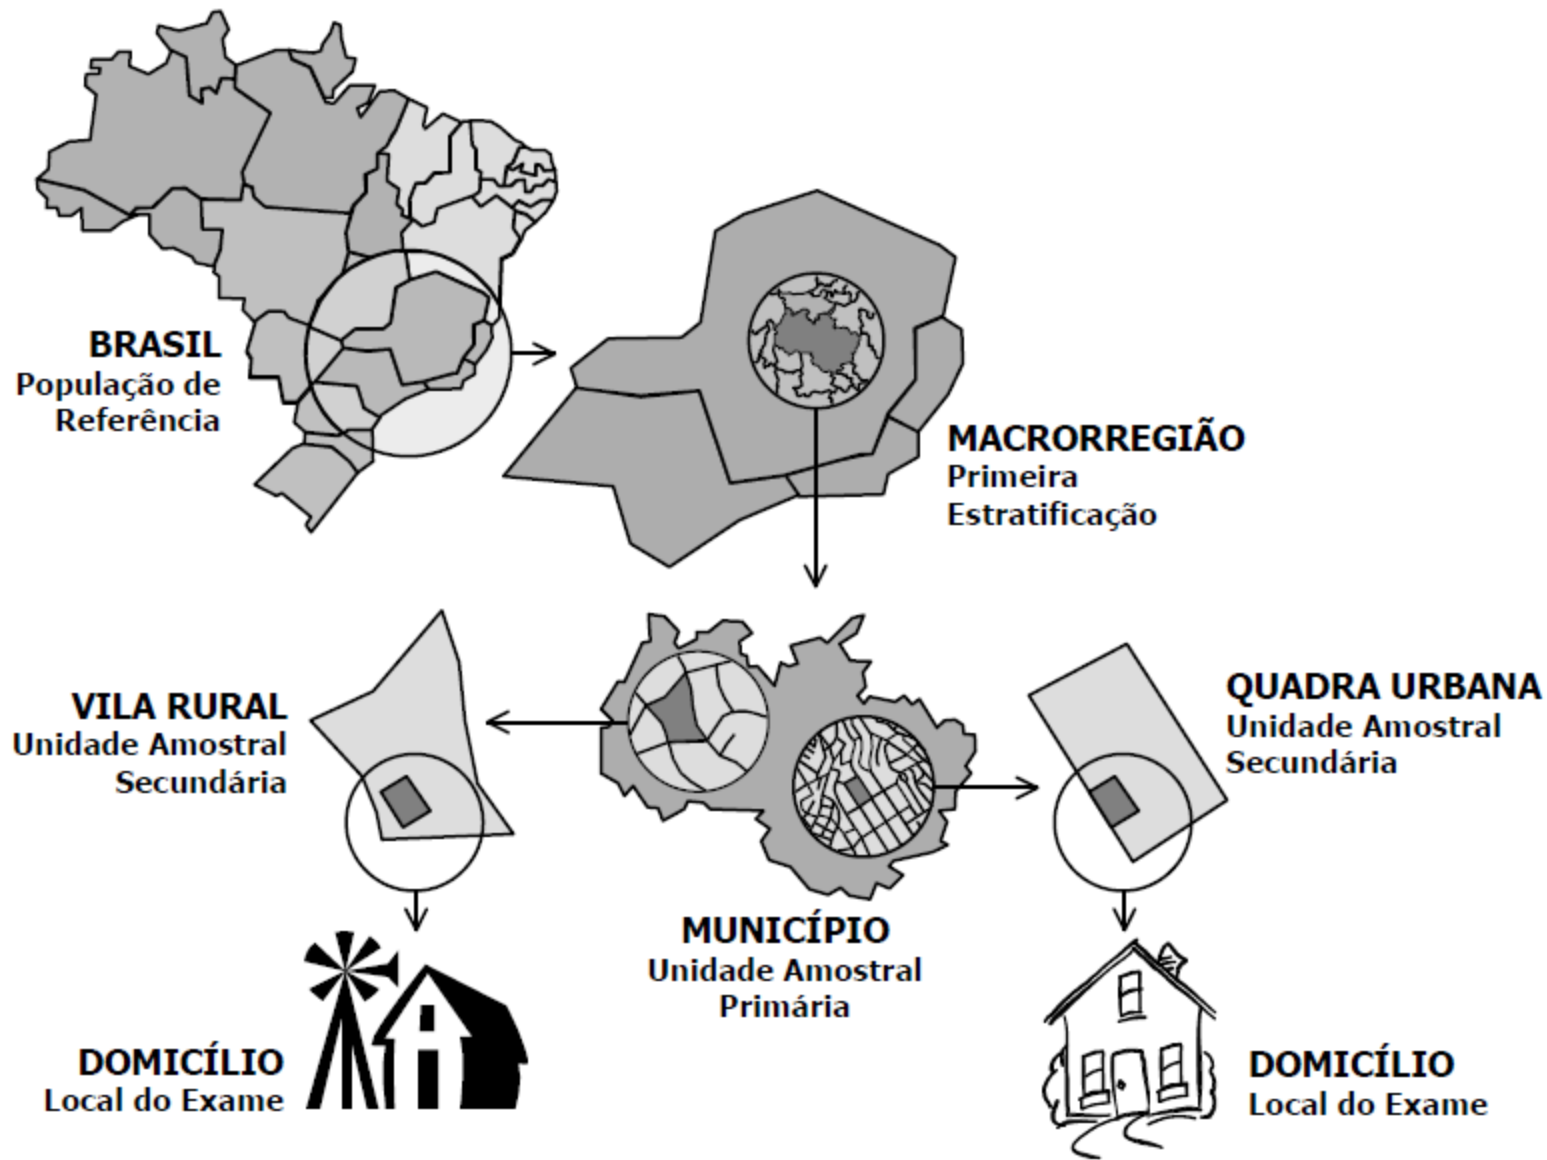 BRASIL
População de
Referência
MACRORREGIÃO
Primeira
Estratificação
VILA RURAL
Unidade Amostral
Secundária
QUADRA URBANA
Unidade Amostral
Secundária
MUNICÍPIO
Unidade Amostral
Primária
DOMICÍLIO
Local do Exame
DOMICÍLIO
Local do Exame